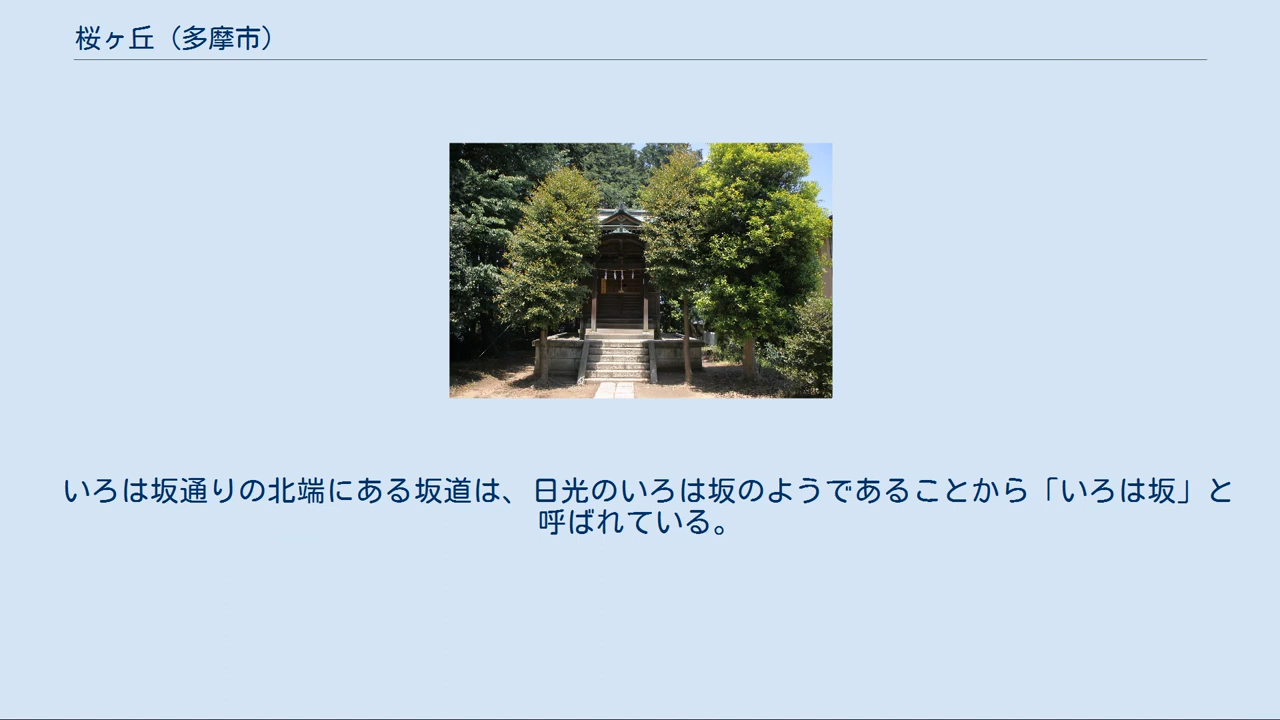 桜ヶ丘（多摩市）
いろは坂通りの北端にある坂道は、日光のいろは坂のようであることから「いろは坂」と
呼ばれている。